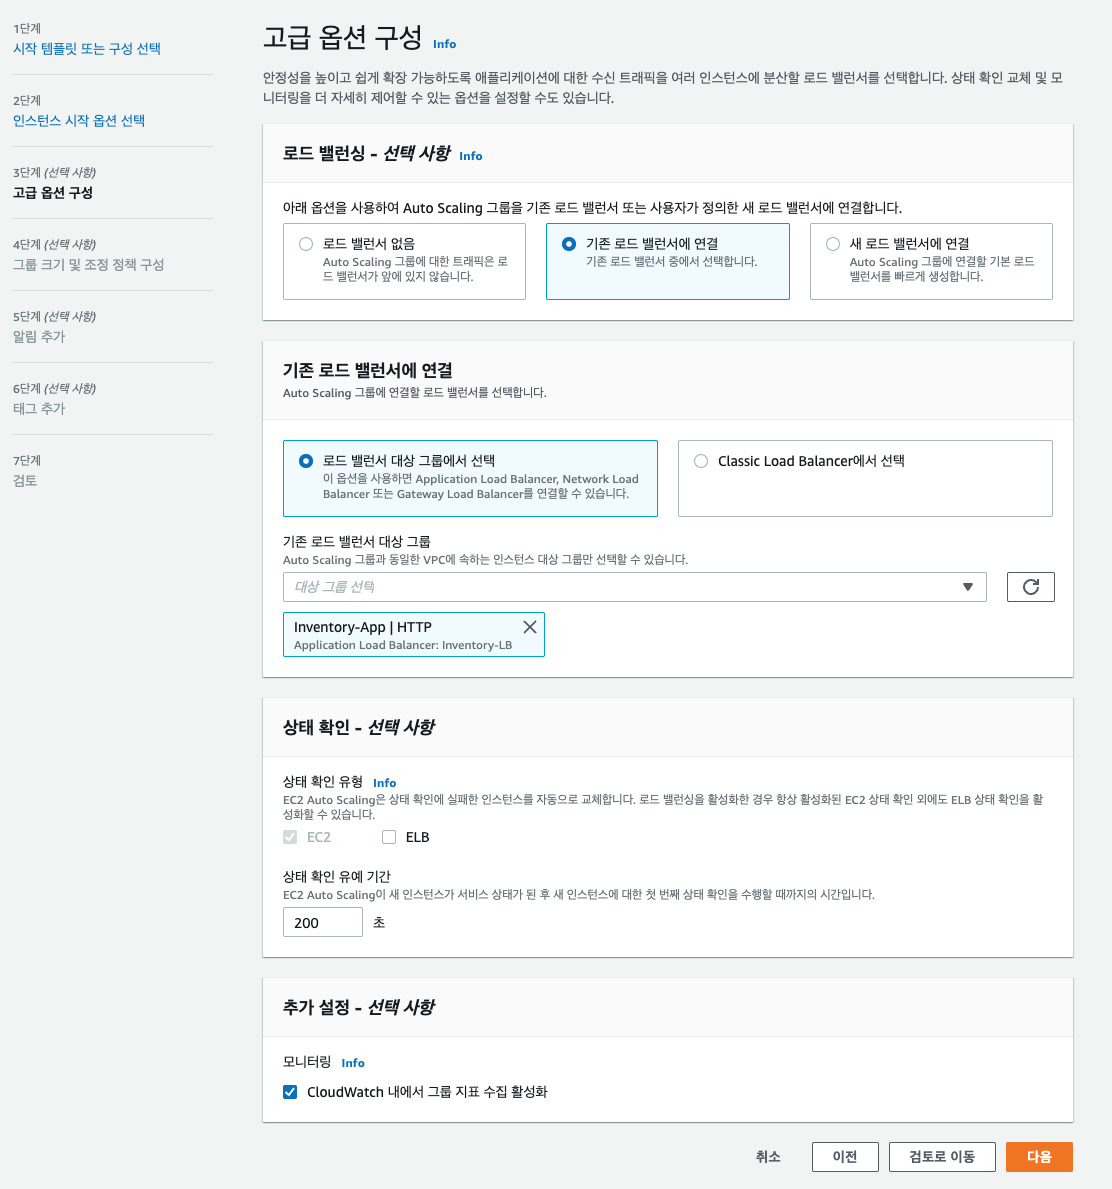 1단계
시작 템플릿 또는 구성 선택
2단계
인스턴스 시작 옵션 선택
3단계 (선택 사항)
고급 옵션 구성
4단계 (선택 사항)
그룹 크기 및 조정 정책 구성
5단계 (선택 사항)
알림 추가
6단계 (선택 사항)
태그 추가
7단계
검토
고급 옵션 구성 Info
안정성을 높이고 쉽게 확장 가능하도록 애플리케이션에 대한 수신 트래픽을 여러 인스턴스에 분산할 로드 밸런서를 선택합니다. 상태 확인 교체 및 모
니터링을 더 자세히 제어할 수 있는 옵션을 설정할 수도 있습니다.
로드 밸런싱 - 선택 사항 Info
아래 옵션을 사용하여 Auto Scaling 그룹을 기존 로드 밸런서 또는 사용자가 정의한 새 로드 밸런서에 연결합니다.
로드 밸런서 없음
Auto Scaling 그룹에 대한 트래픽은 로
드 밸런서가 앞에 있지 않습니다.
기존 로드 밸런서에 연결
기존 로드 밸런서 중에서 선택합니다.
새 로드 밸런서에 연결
Auto Scaling 그룹에 연결할 기본 로드
밸런서를 빠르게 생성합니다.
기존 로드 밸런서에 연결
Auto Scaling 그룹에 연결할 로드 밸런서를 선택합니다.
로드 밸런서 대상 그룹에서 선택
이 옵션을 사용하면 Application Load Balancer, Network Load
Balancer 또는 Gateway Load Balancer를 연결할 수 있습니다.
Classic Load Balancer에서 선택
기존 로드 밸런서 대상 그룹
Auto Scaling 그룹과 동일한 VPC에 속하는 인스턴스 대상 그룹만 선택할 수 있습니다.
대상 그룹 선택
Inventory-App | HTTP
Application Load Balancer: Inventory-LB
상태 확인 - 선택 사항
상태 확인 유형 Info
EC2 Auto Scaling은 상태 확인에 실패한 인스턴스를 자동으로 교체합니다. 로드 밸런싱을 활성화한 경우 항상 활성화된 EC2 상태 확인 외에도 ELB 상태 확인을 활
성화할 수 있습니다.
EC2 ELB
상태 확인 유예 기간
EC2 Auto Scaling이 새 인스턴스가 서비스 상태가 된 후 새 인스턴스에 대한 첫 번째 상태 확인을 수행할 때까지의 시간입니다.
200 초
추가 설정 - 선택 사항
모니터링 Info
CloudWatch 내에서 그룹 지표 수집 활성화
취소 이전 검토로 이동 다음